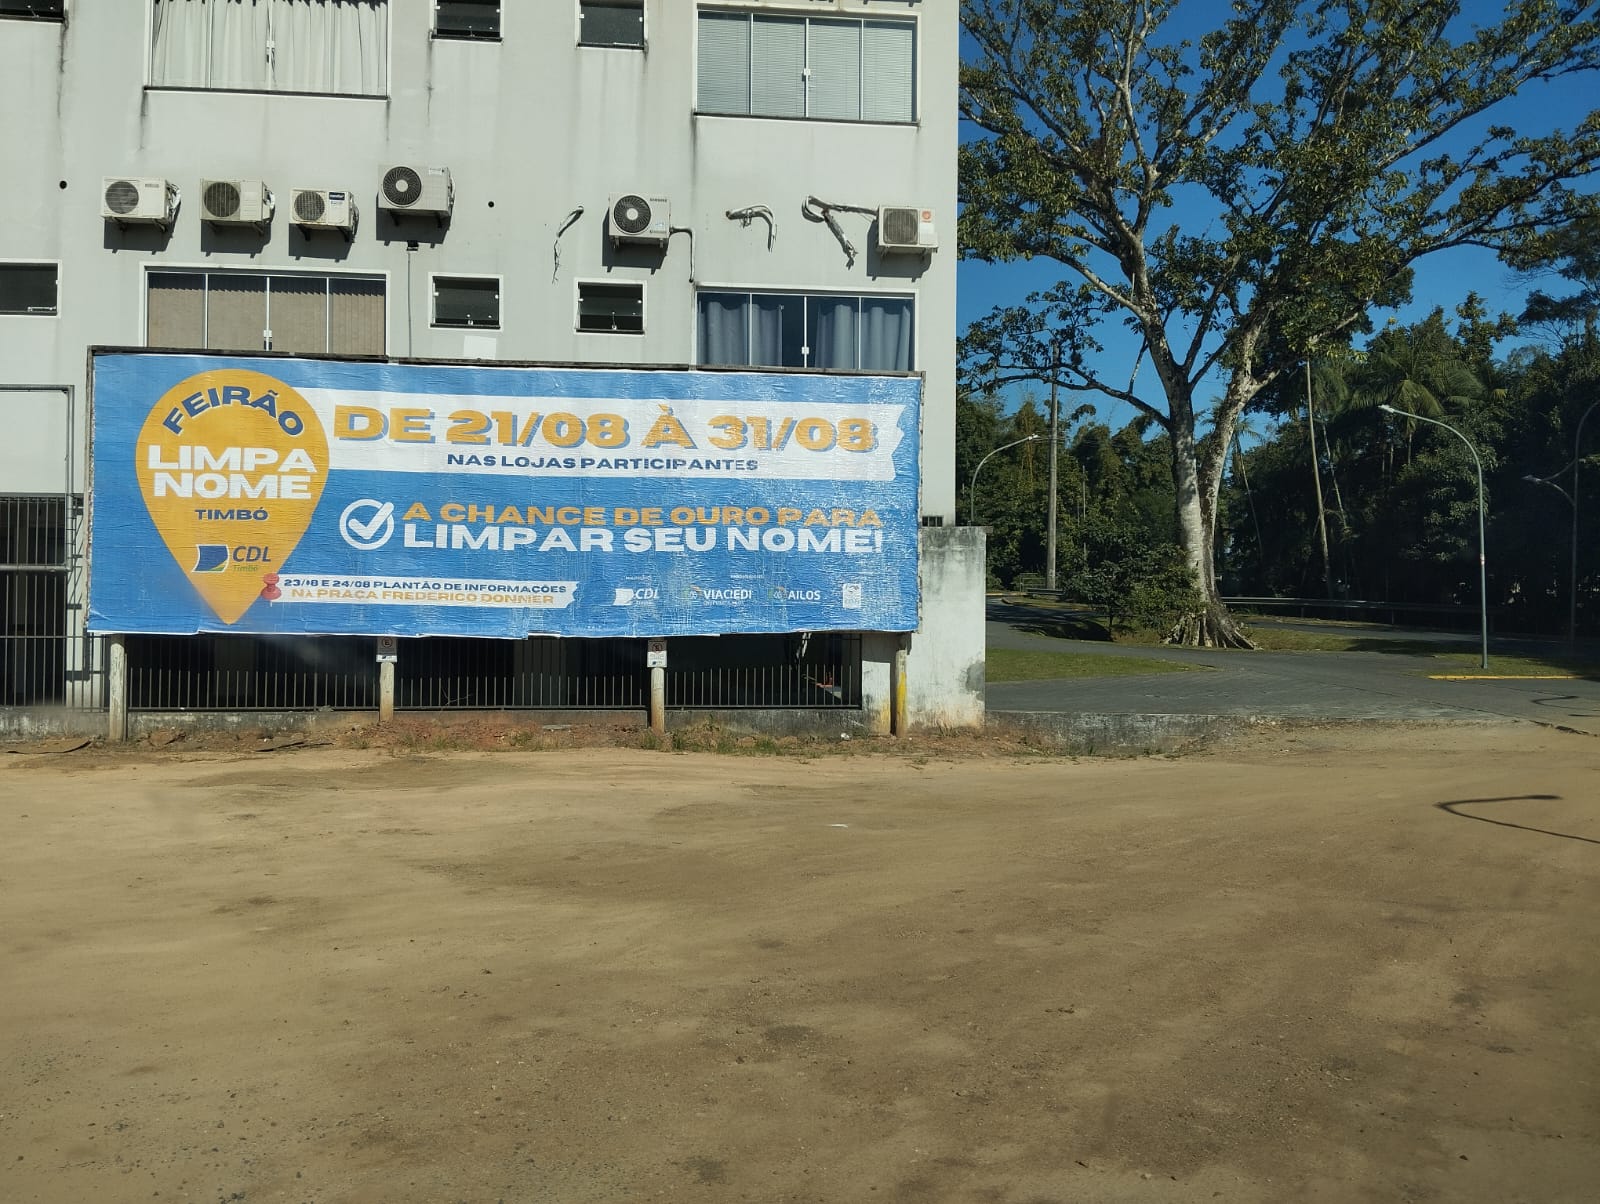 FEIRÃO
LIMPA
NOME
TIMBÓ
CDL
Timbó
DE 21/08 À 31/08
NAS LOJAS PARTICIPANTES
A CHANCE DE OURO PARA
LIMPAR SEU NOME!
23/08 E 24/08 PLANTÃO DE INFORMAÇÕES
NA PRAÇA FREDERICO DONNER
CDL
VIACREDI
AILOS